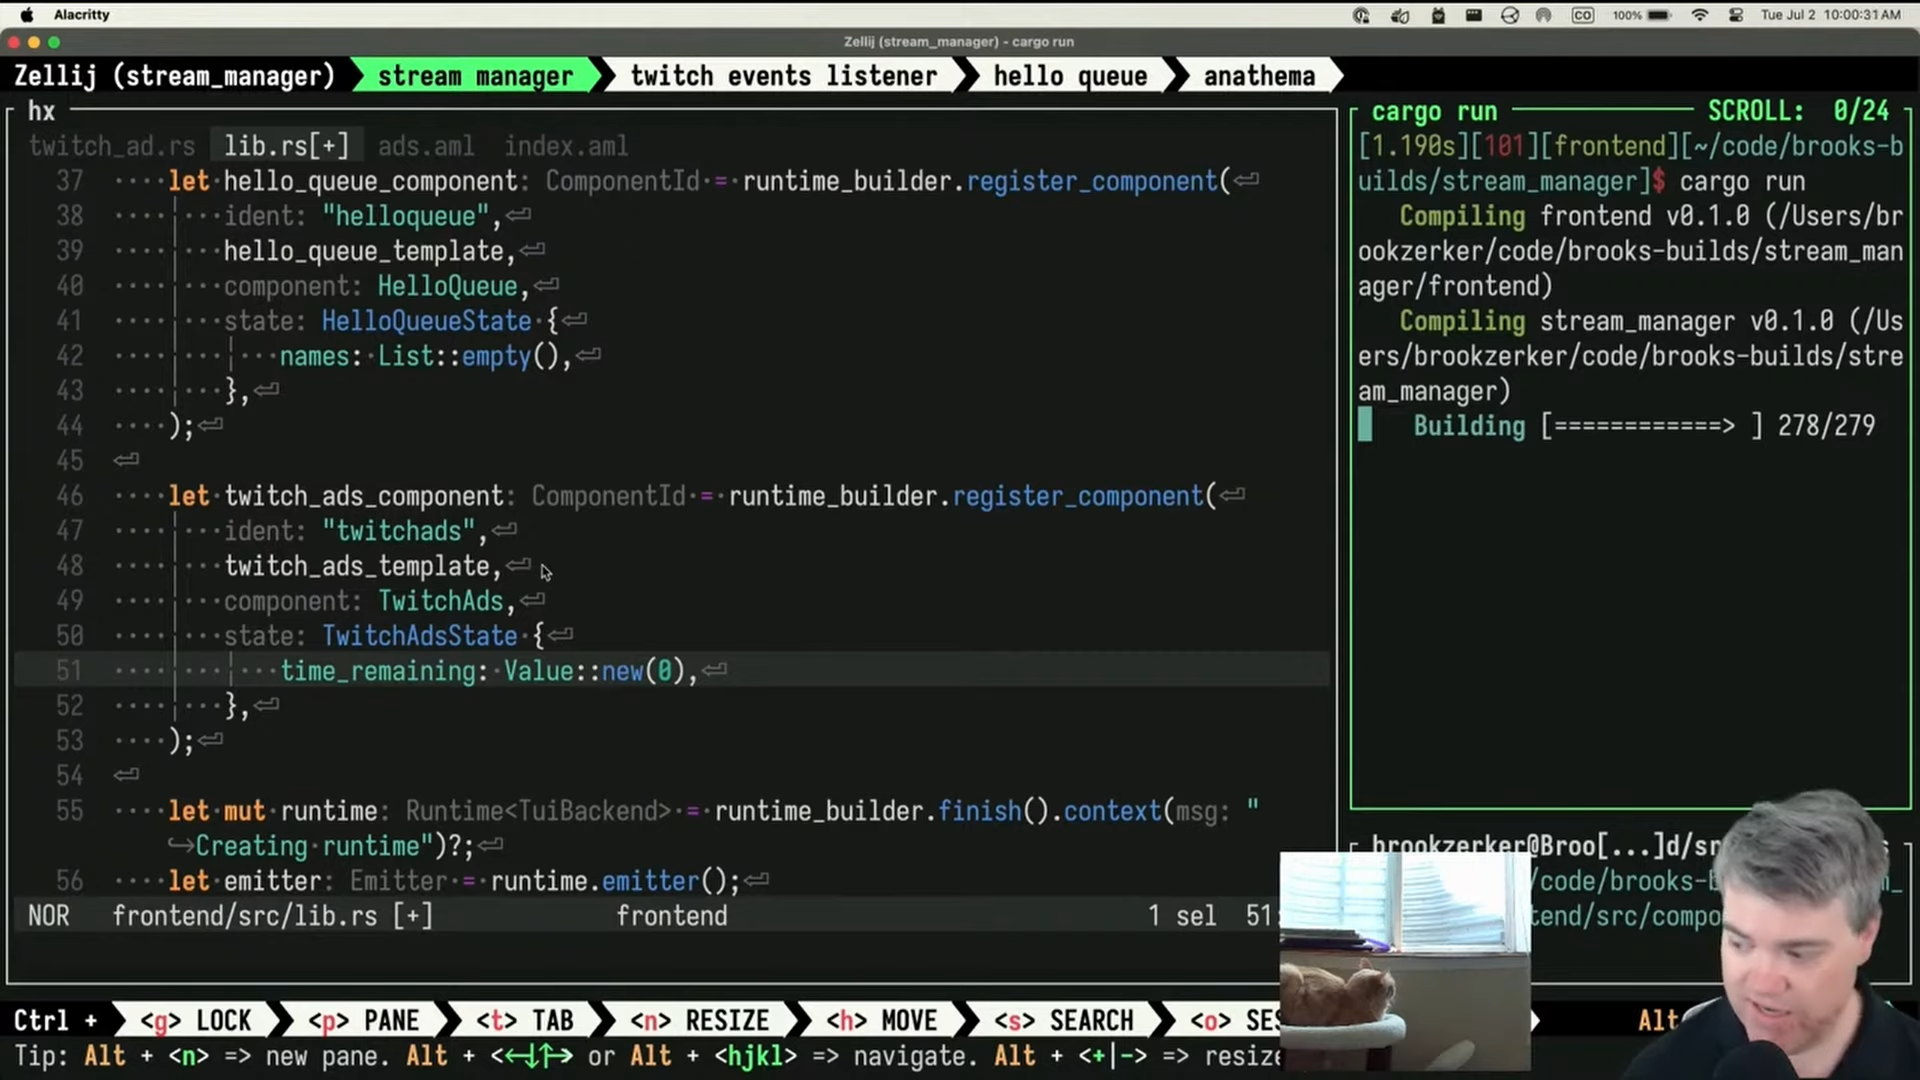 Alacritty
CO 100% Tue Jul 2 10:00:31 AM
Zellij (stream_manager) - cargo run
Zellij (stream_manager) stream manager twitch events listener hello queue anathema
hx
twitch_ad.rs lib.rs[+] ads.aml index.aml
37 ····let·hello_queue_component: ComponentId·=·runtime_builder.register_component(⏎
38 ········ident: "helloqueue",⏎
39 ········hello_queue_template,⏎
40 ········component: HelloQueue,⏎
41 ········state: HelloQueueState·{⏎
42 ············names:·List::empty(),⏎
43 ········},⏎
44 ····);⏎
45 ⏎
46 ····let·twitch_ads_component: ComponentId·=·runtime_builder.register_component(⏎
47 ········ident: "twitchads",⏎
48 ········twitch_ads_template,⏎
49 ········component: TwitchAds,⏎
50 ········state: TwitchAdsState·{⏎
51 ············time_remaining:·Value::new(0),⏎
52 ········},⏎
53 ····);⏎
54 ⏎
55 ····let·mut·runtime: Runtime<TuiBackend>·=·runtime_builder.finish().context(msg: "
↪Creating·runtime")?;⏎
56 ····let·emitter: Emitter·=·runtime.emitter();⏎
NOR frontend/src/lib.rs [+] frontend 1 sel 51:
cargo run SCROLL: 0/24
[1.190s][101][frontend][~/code/brooks-b
uilds/stream_manager]$ cargo run
Compiling frontend v0.1.0 (/Users/br
ookzerker/code/brooks-builds/stream_man
ager/frontend)
Compiling stream_manager v0.1.0 (/Us
ers/brookzerker/code/brooks-builds/stre
am_manager)
Building [============> ] 278/279
brookzerker@Broo[...]d/sr
/code/brooks-b
tend/src/compo
Ctrl + <g> LOCK <p> PANE <t> TAB <n> RESIZE <h> MOVE <s> SEARCH <o> SES Alt
Tip: Alt + <n> => new pane. Alt + <←↓↑→> or Alt + <hjkl> => navigate. Alt + <+|-> => resize